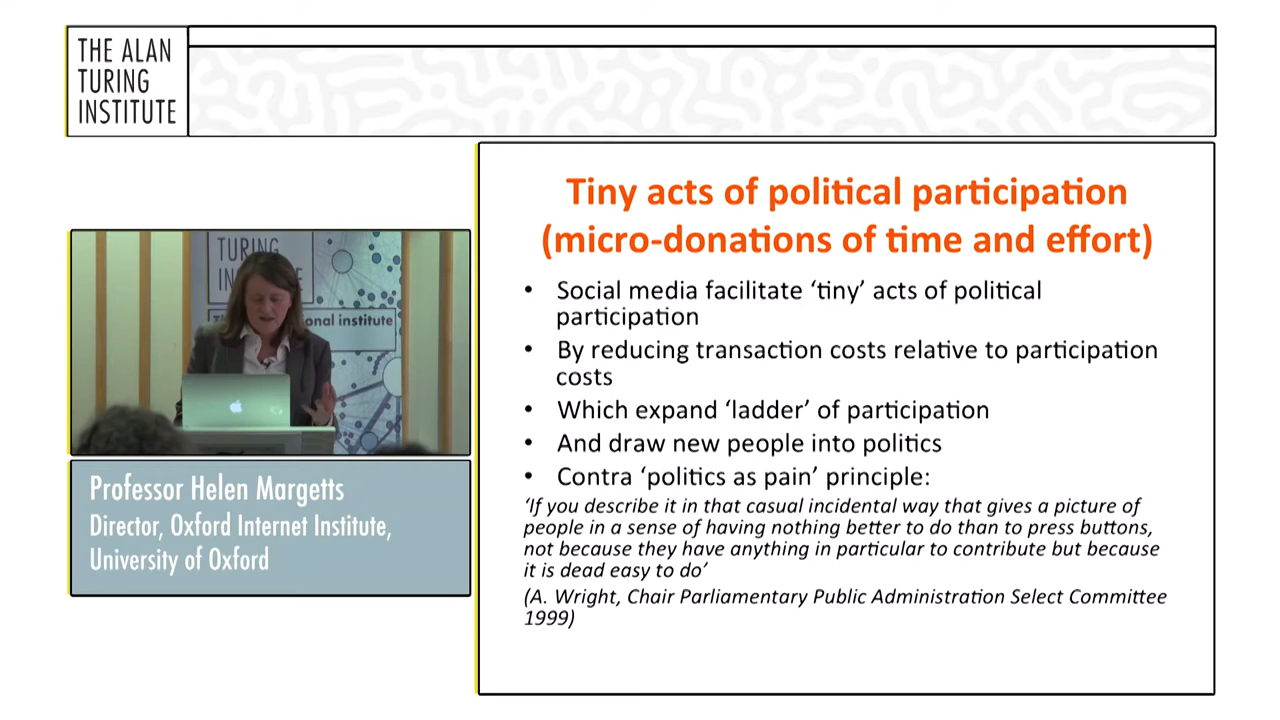 THE ALAN
TURING
INSTITUTE
Tiny acts of political participation
(micro-donations of time and effort)
• Social media facilitate ‘tiny’ acts of political
participation
• By reducing transaction costs relative to participation
costs
• Which expand ‘ladder’ of participation
• And draw new people into politics
• Contra ‘politics as pain’ principle:
‘If you describe it in that casual incidental way that gives a picture of
people in a sense of having nothing better to do than to press buttons,
not because they have anything in particular to contribute but because
it is dead easy to do’
(A. Wright, Chair Parliamentary Public Administration Select Committee
1999)
TURING
onal institute
Professor Helen Margetts
Director, Oxford Internet Institute,
University of Oxford